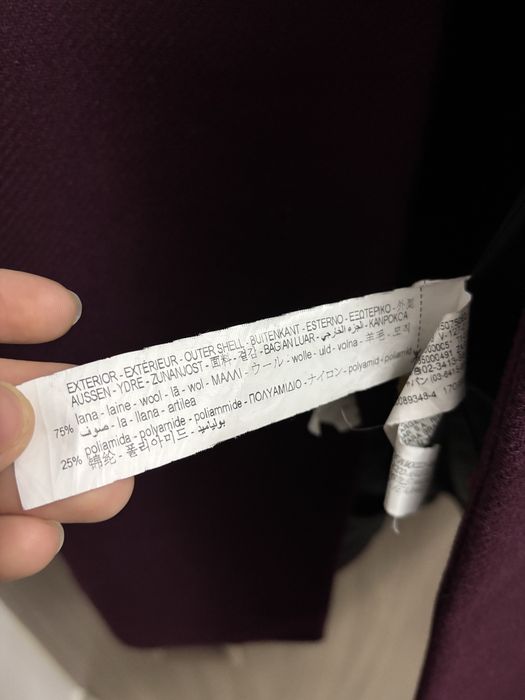 EXTERIOR - EXTÉRIEUR - OUTER SHELL - BUITENKANT - ESTERNO - ΕΞΩΤΕΡΙΚΟ - 外面
AUSSEN - YDRE - ZUNANJOST - 面料 - 겉감 - BAGIAN LUAR - الجزء الخارجي - KANPOKOA
75% lana - laine - wool - lã - wol - ΜΑΛΛΙ - ウール - wolle - uld - volna - 羊毛 - 모직
صوف - la - llana - artilea
25% poliamida - polyamide - poliammide - ΠΟΛΥΑΜΙΔΙΟ - ナイロン - polyamid - poliamid
锦纶 - 폴리아미드 - بولياميد